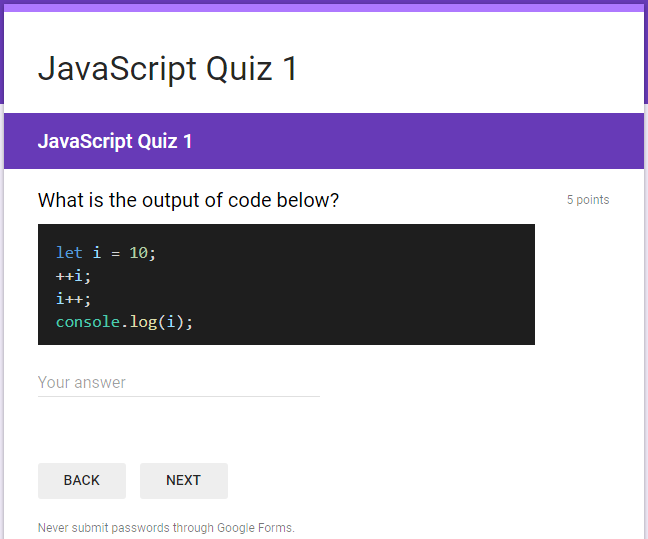 JavaScript Quiz 1
JavaScript Quiz 1
What is the output of code below?
5 points
let i = 10;
++i;
i++;
console.log(i);
Your answer
BACK
NEXT
Never submit passwords through Google Forms.